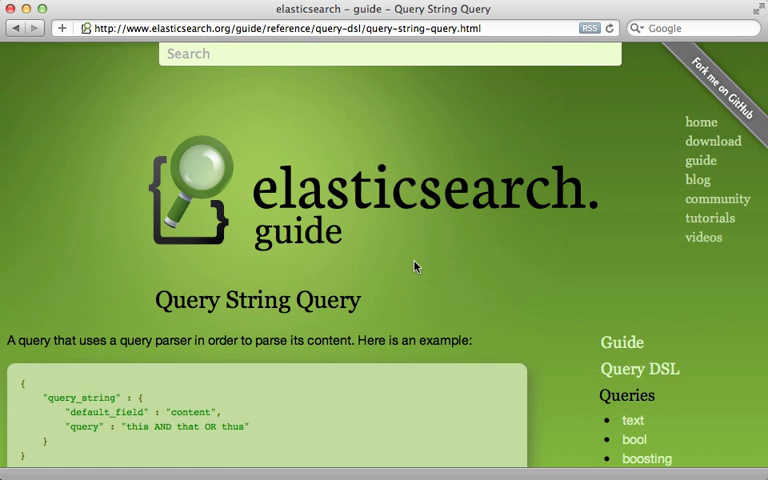 elasticsearch - guide - Query String Query
http://www.elasticsearch.org/guide/reference/query-dsl/query-string-query.html
RSS
Google
Search
Fork me on GitHub
home
download
guide
blog
community
tutorials
videos
elasticsearch.
guide
Query String Query
A query that uses a query parser in order to parse its content. Here is an example:
{
"query_string" : {
"default_field" : "content",
"query" : "this AND that OR thus"
}
}
Guide
Query DSL
Queries
text
bool
boosting